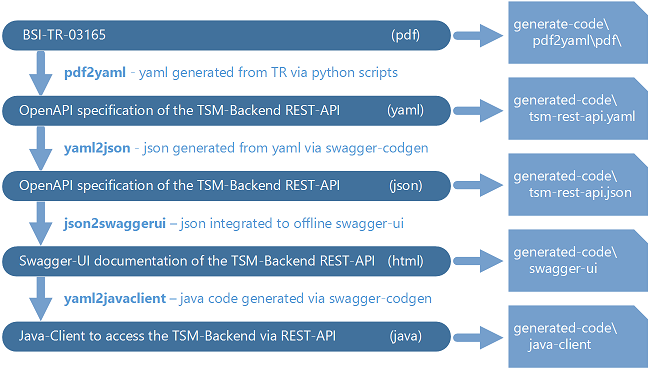 BSI-TR-03165 (pdf)
generate-code\
pdf2yaml\pdf\
pdf2yaml - yaml generated from TR via python scripts
OpenAPI specification of the TSM-Backend REST-API (yaml)
generated-code\
tsm-rest-api.yaml
yaml2json - json generated from yaml via swagger-codgen
OpenAPI specification of the TSM-Backend REST-API (json)
generated-code\
tsm-rest-api.json
json2swaggerui – json integrated to offline swagger-ui
Swagger-UI documentation of the TSM-Backend REST-API (html)
generated-code\
swagger-ui
yaml2javaclient – java code generated via swagger-codgen
Java-Client to access the TSM-Backend via REST-API (java)
generated-code\
java-client